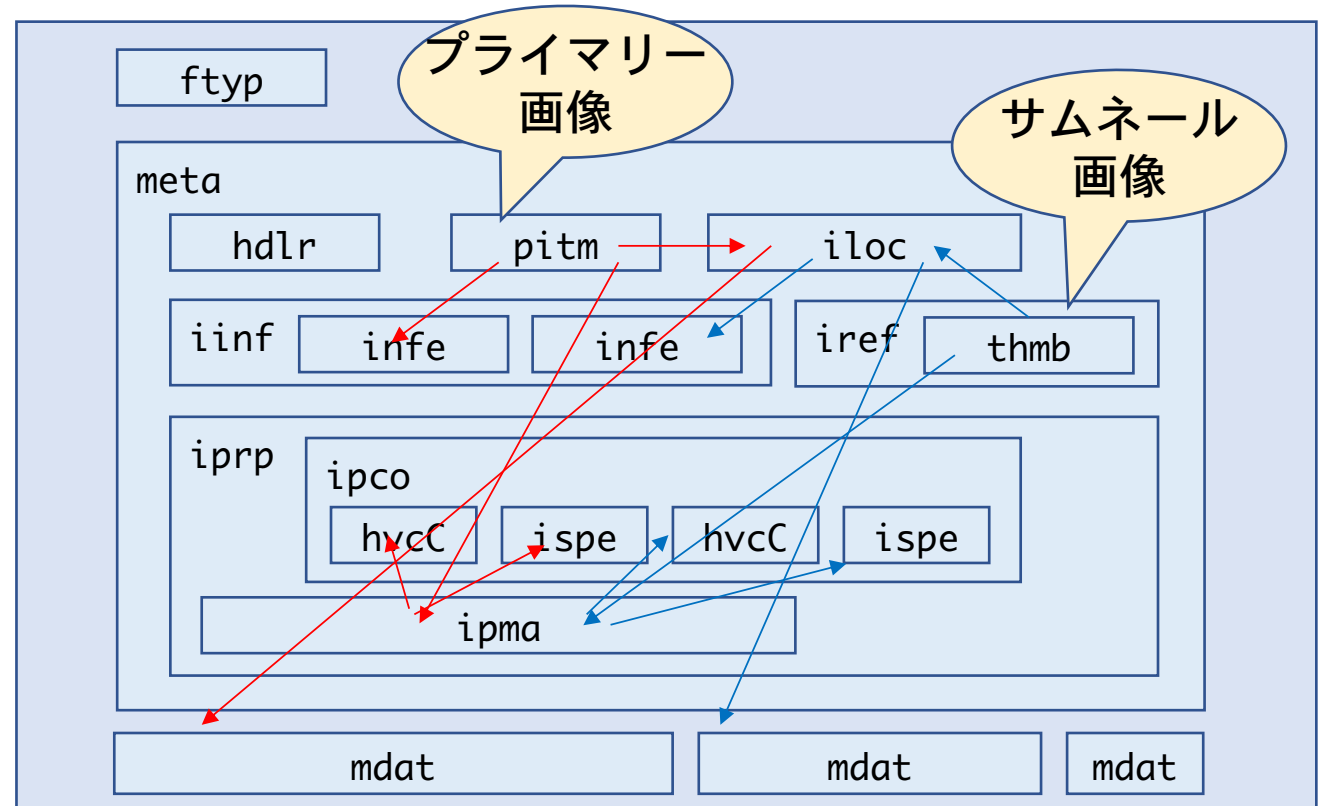 ftyp
プライマリー
画像
サムネール
画像
meta
hdlr
pitm
iloc
iinf
infe
infe
iref
thmb
iprp
ipco
hvcC
ispe
hvcC
ispe
ipma
mdat
mdat
mdat